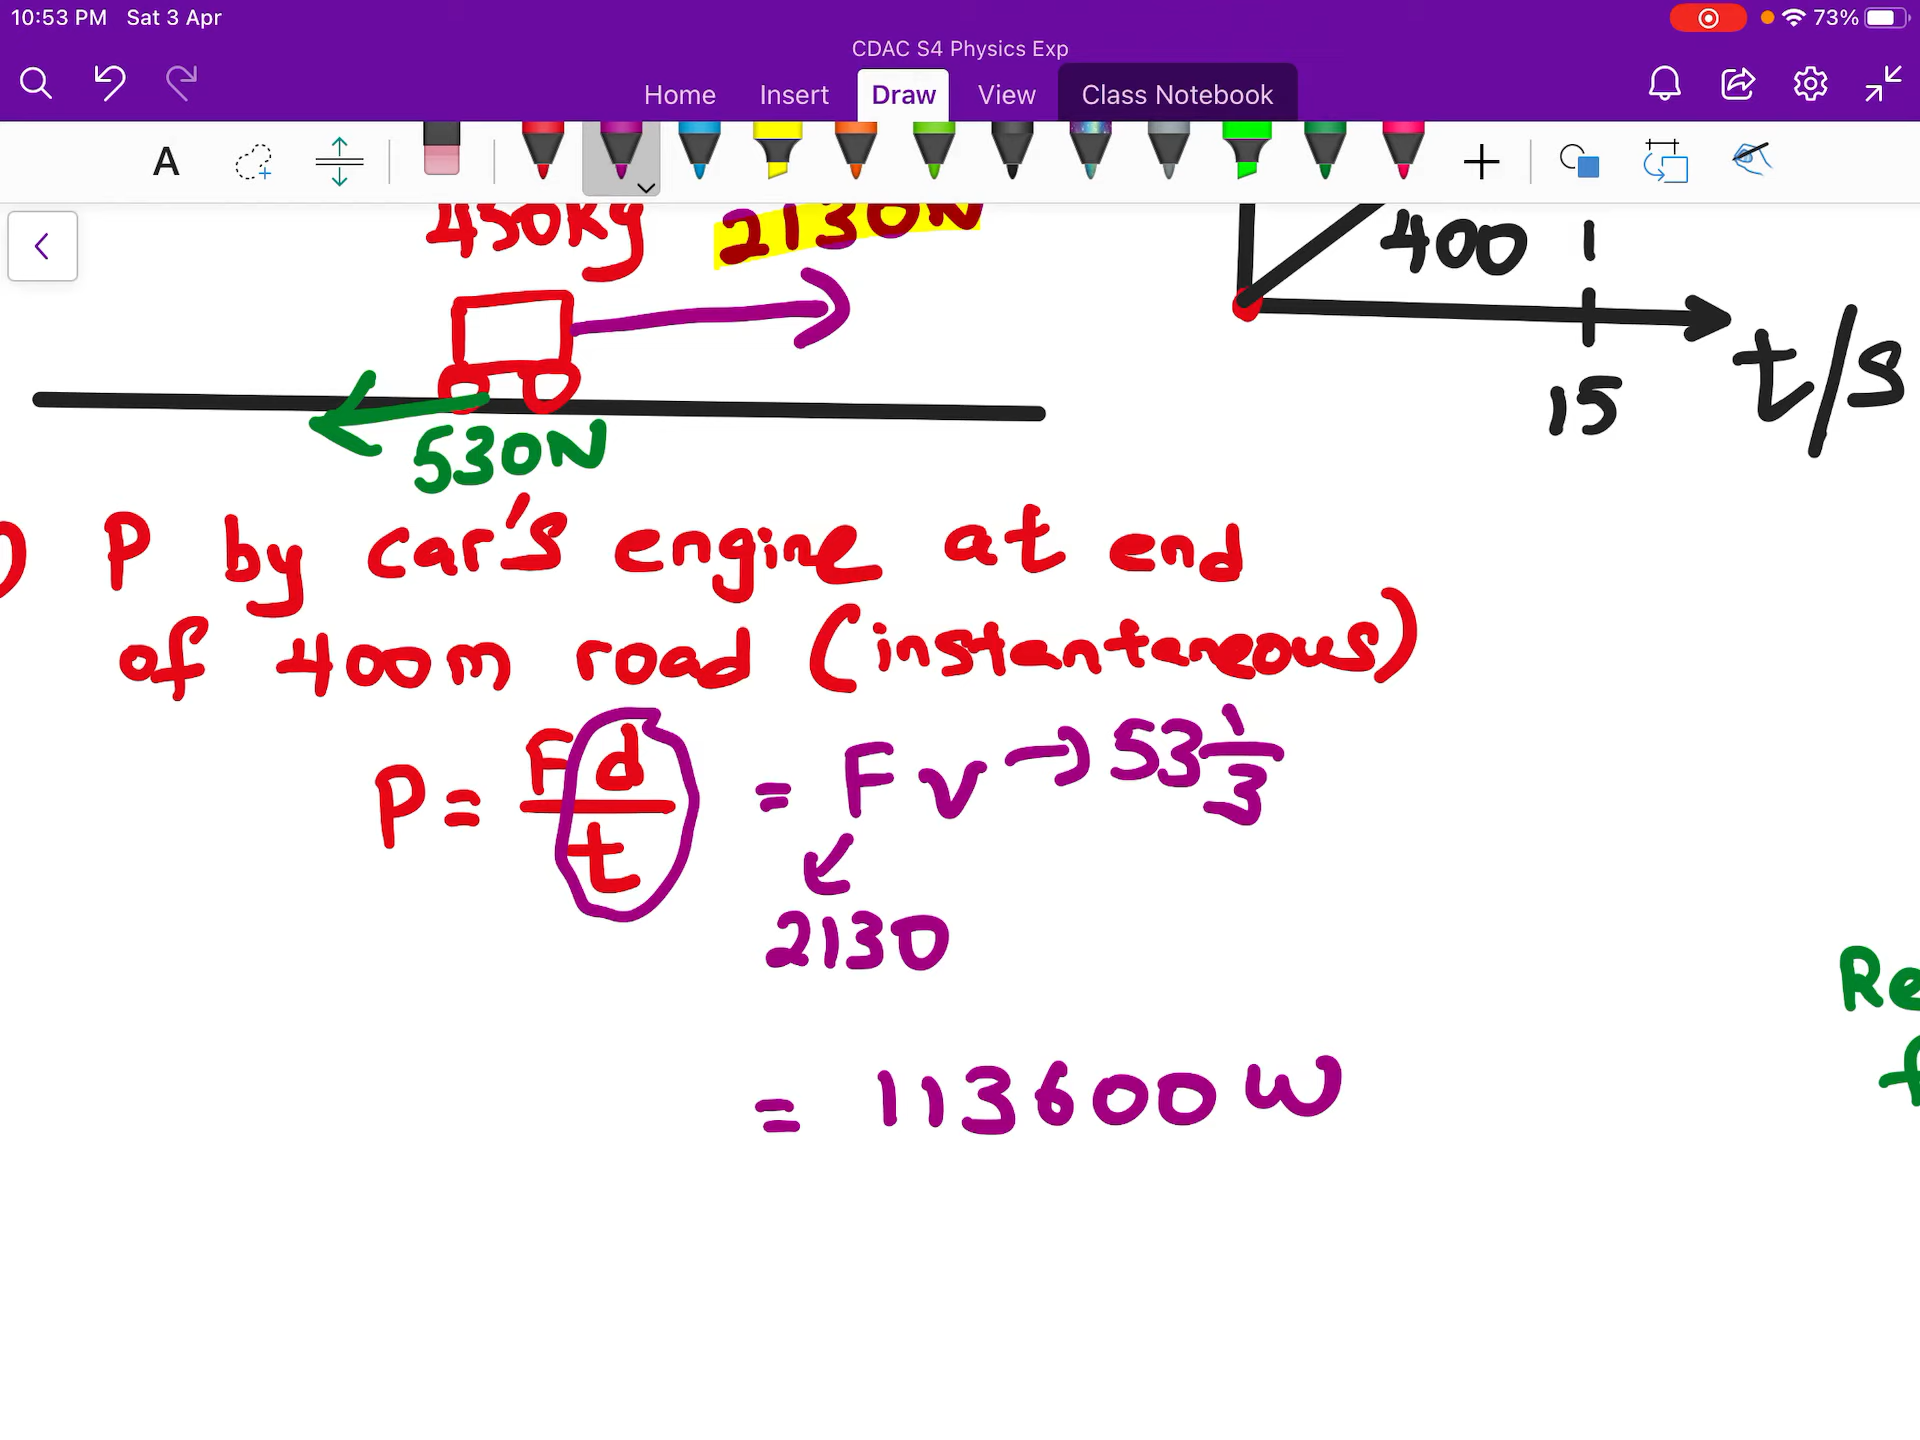 10:53 PM Sat 3 Apr
73%
CDAC S4 Physics Exp
Home Insert Draw View Class Notebook
A
450kg 2130N
400
530N
15
t/s
) P by car's engine at end
of 400m road (instantaneous)
P = Fd/t = Fv → 53 1/3
2130
Re
f
= 113600 W